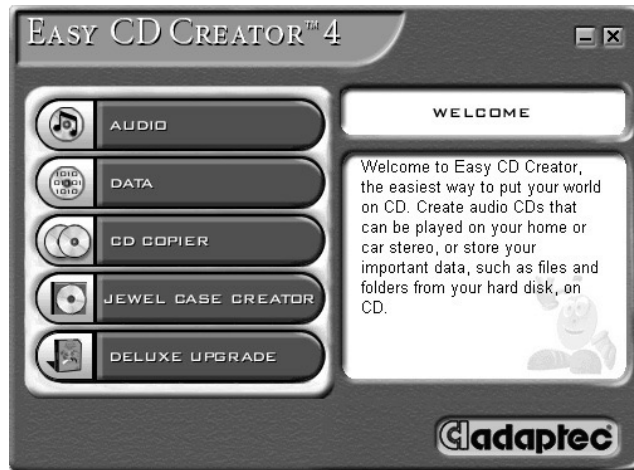 EASY CD CREATOR™ 4
AUDIO
DATA
CD COPIER
JEWEL CASE CREATOR
DELUXE UPGRADE
WELCOME
Welcome to Easy CD Creator,
the easiest way to put your world
on CD. Create audio CDs that
can be played on your home or
car stereo, or store your
important data, such as files and
folders from your hard disk, on
CD.
adaptec